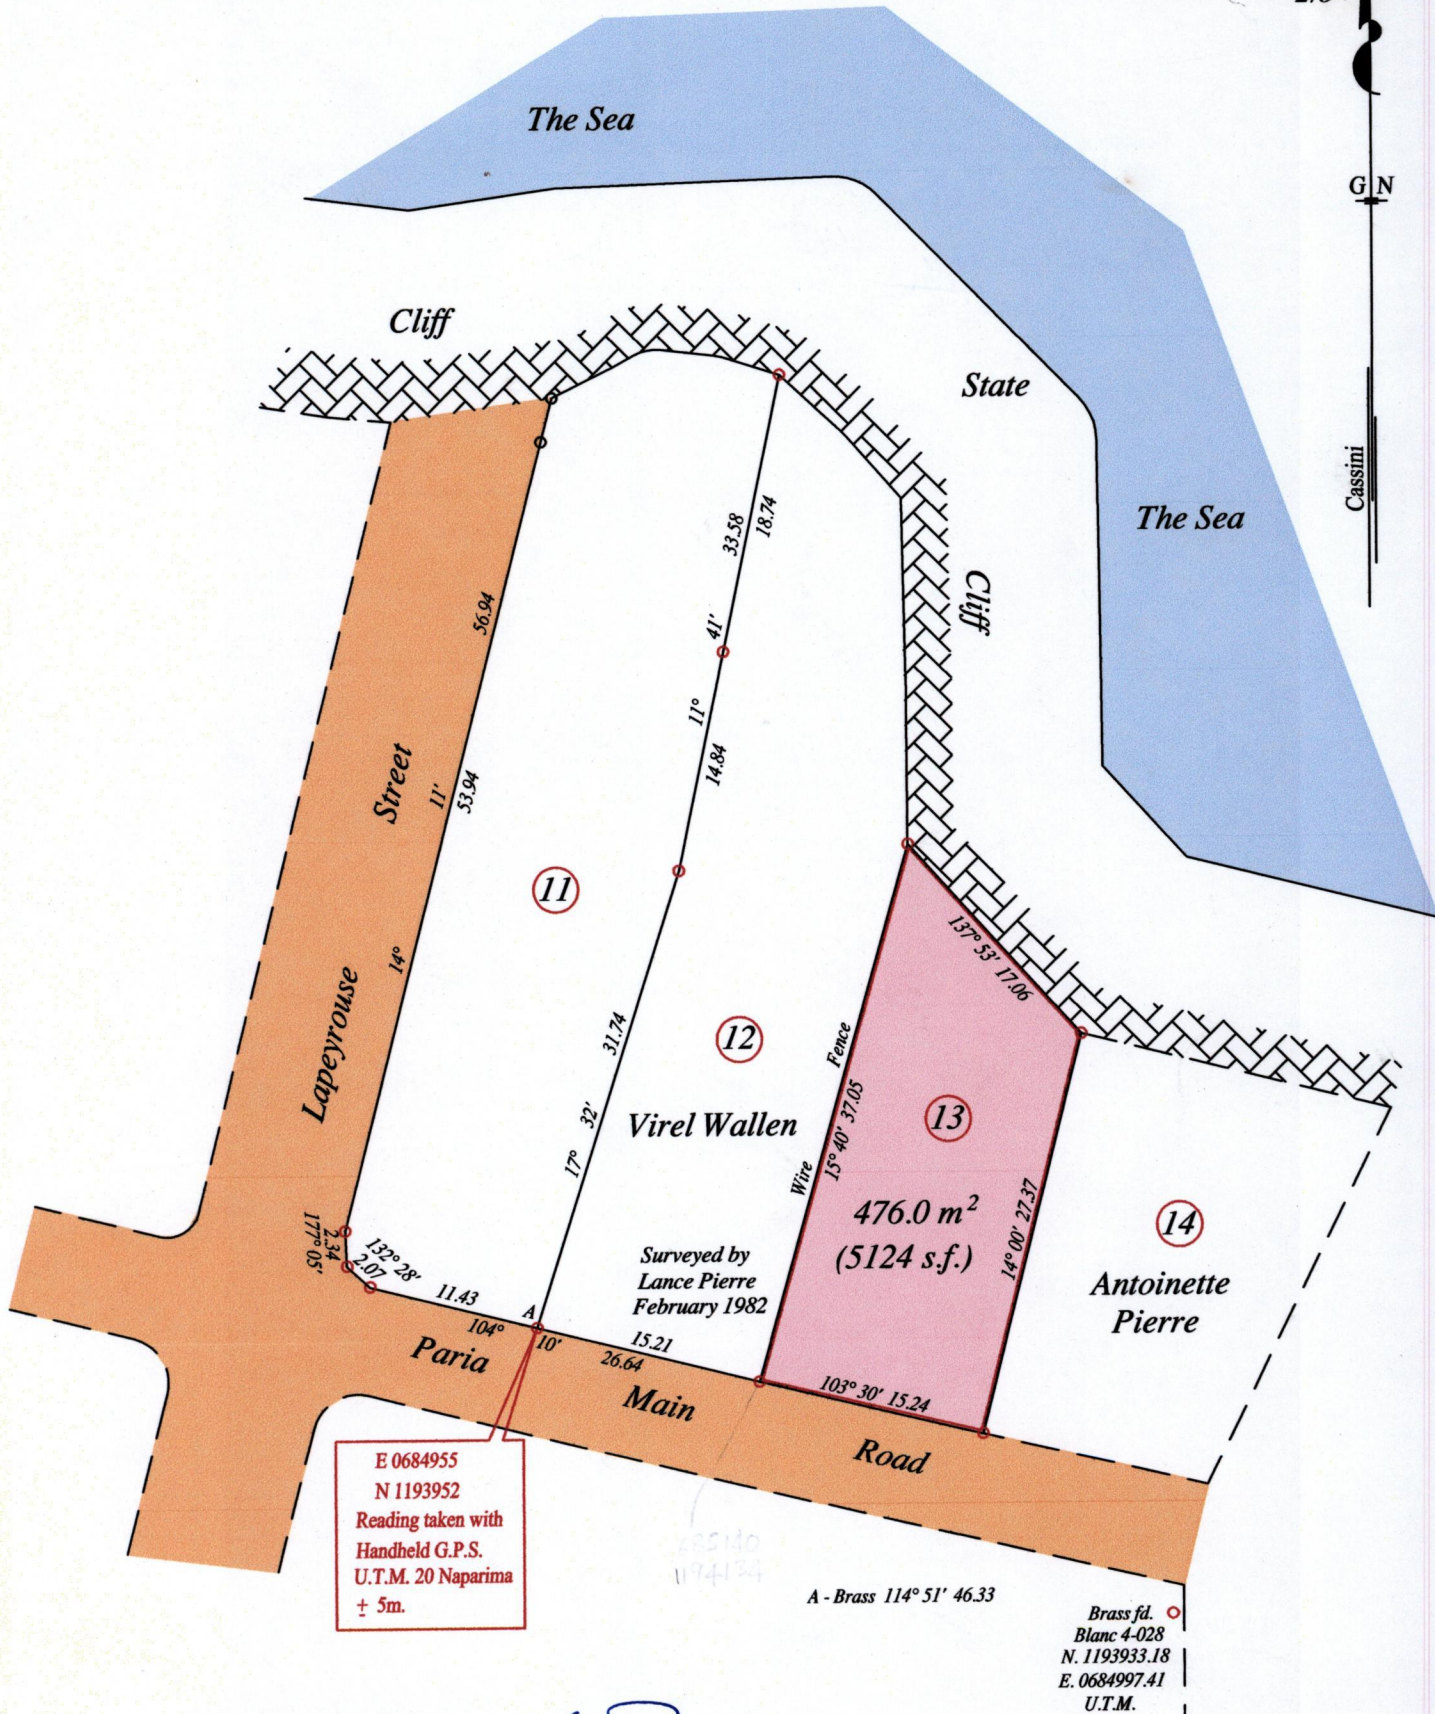 The Sea
G N
Cliff
State
Cassini
The Sea
Cliff
33.58
18.74
41'
11°
14.84
56.94
11'
53.94
14°
Lapeyrouse Street
11
31.74
17° 32'
12
Virel Wallen
Wire Fence
15° 40' 37.05
137° 53' 17.06
13
476.0 m²
(5124 s.f.)
14° 00' 27.37
14
Antoinette
Pierre
Surveyed by
Lance Pierre
February 1982
2.34
177° 05'
132° 28'
2.07
11.43
A
104° 10'
15.21
26.64
103° 30' 15.24
Paria Main Road
E 0684955
N 1193952
Reading taken with
Handheld G.P.S.
U.T.M. 20 Naparima
± 5m.
1194134
A - Brass 114° 51' 46.33
Brass fd.
Blanc 4-028
N. 1193933.18
E. 0684997.41
U.T.M.